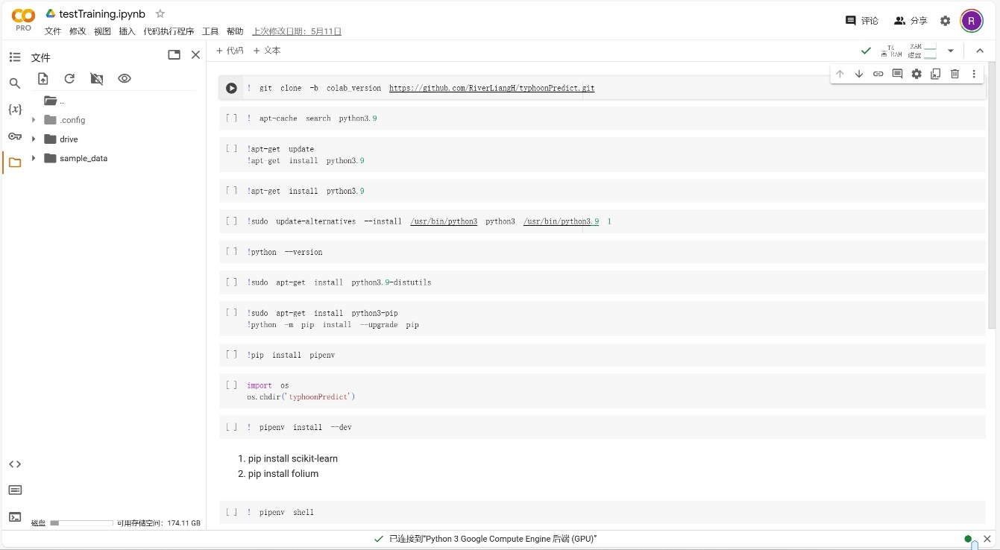 testTraining.ipynb
PRO
文件 修改 视图 插入 代码执行程序 工具 帮助 上次修改日期：5月11日
评论 分享 R
文件
+ 代码 + 文本
T4
高 RAM
RAM
磁盘
! git clone -b colab_version https://github.com/RiverLiangH/typhoonPredict.git
..
.config
drive
sample_data
[ ] ! apt-cache search python3.9
[ ] !apt-get update
!apt-get install python3.9
[ ] !apt-get install python3.9
[ ] !sudo update-alternatives --install /usr/bin/python3 python3 /usr/bin/python3.9 1
[ ] !python --version
[ ] !sudo apt-get install python3.9-distutils
[ ] !sudo apt-get install python3-pip
!python -m pip install --upgrade pip
[ ] !pip install pipenv
[ ] import os
os.chdir('typhoonPredict')
[ ] ! pipenv install --dev
1. pip install scikit-learn
2. pip install folium
[ ] ! pipenv shell
磁盘 可用存储空间：174.11 GB
已连接到“Python 3 Google Compute Engine 后端 (GPU)”